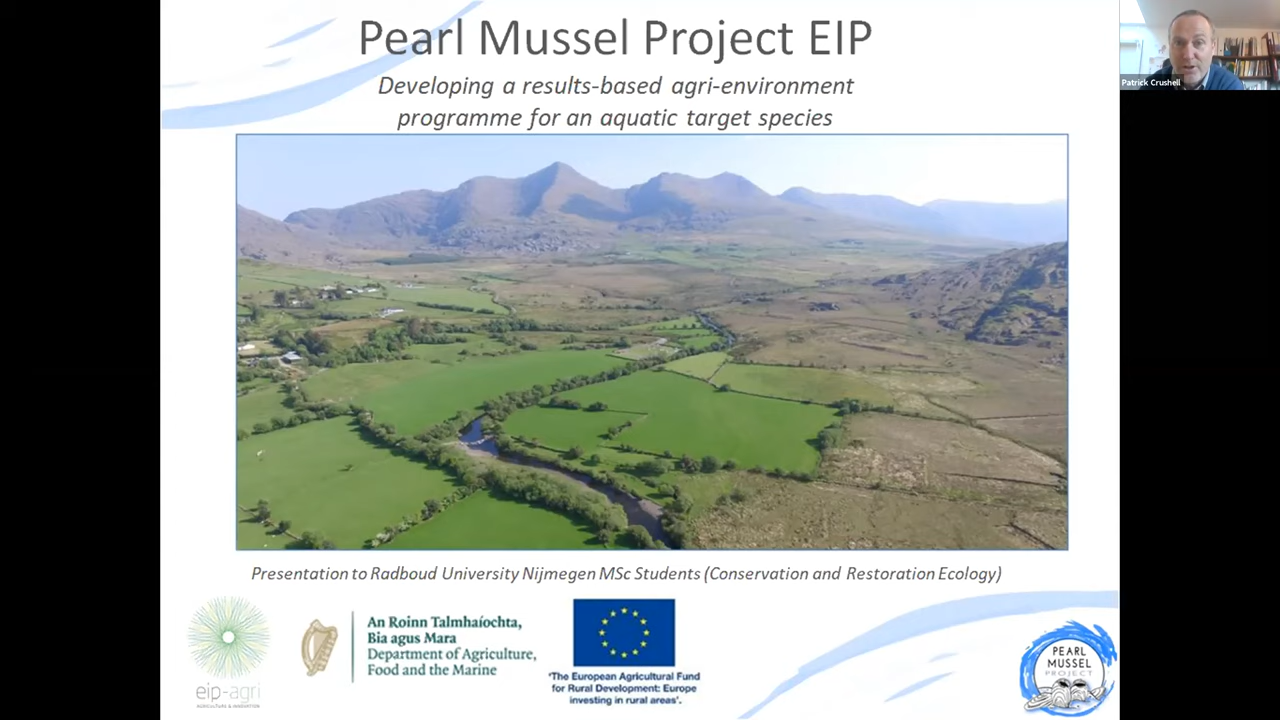 Pearl Mussel Project EIP
Patrick Crushell
Developing a results-based agri-environment
programme for an aquatic target species
Presentation to Radboud University Nijmegen MSc Students (Conservation and Restoration Ecology)
eip-agri
AGRICULTURE & INNOVATION
An Roinn Talmhaíochta,
Bia agus Mara
Department of Agriculture,
Food and the Marine
'The European Agricultural Fund
for Rural Development: Europe
investing in rural areas'.
PEARL
MUSSEL
PROJECT